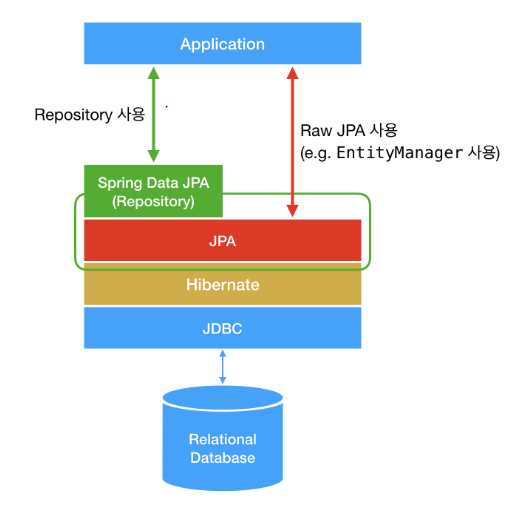 Application
Repository 사용
Raw JPA 사용
(e.g. EntityManager 사용)
Spring Data JPA
(Repository)
JPA
Hibernate
JDBC
Relational
Database